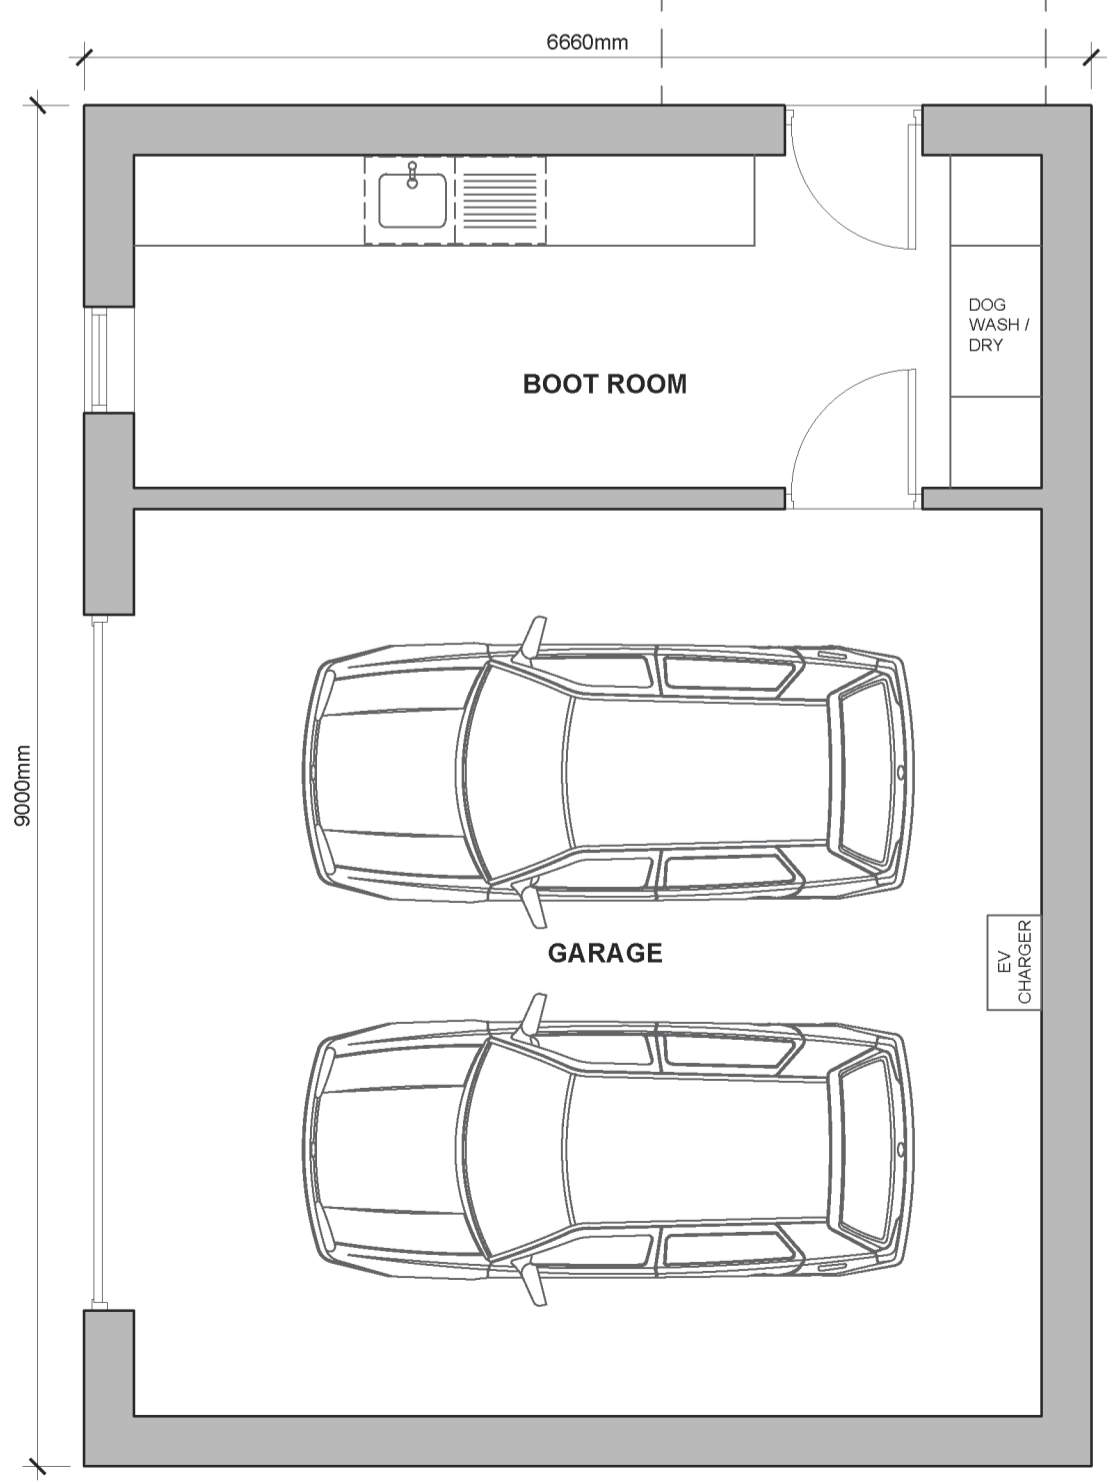 6660mm
DOG
WASH /
DRY
BOOT ROOM
9000mm
GARAGE
EV
CHARGER